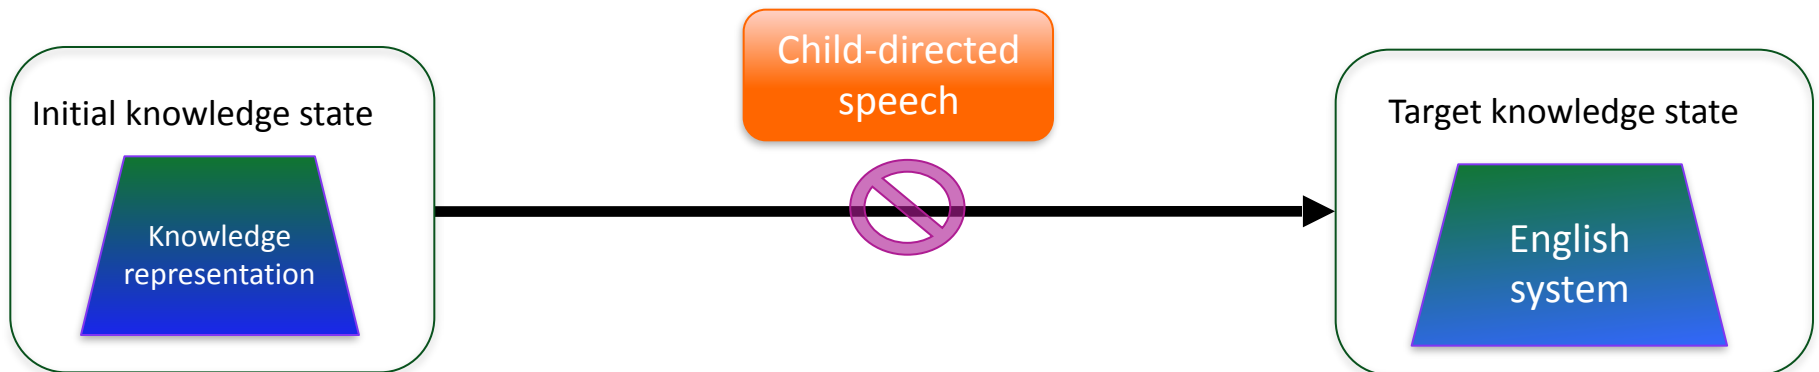 Initial knowledge state
Knowledge
representation
Child-directed
speech
Target knowledge state
English
system